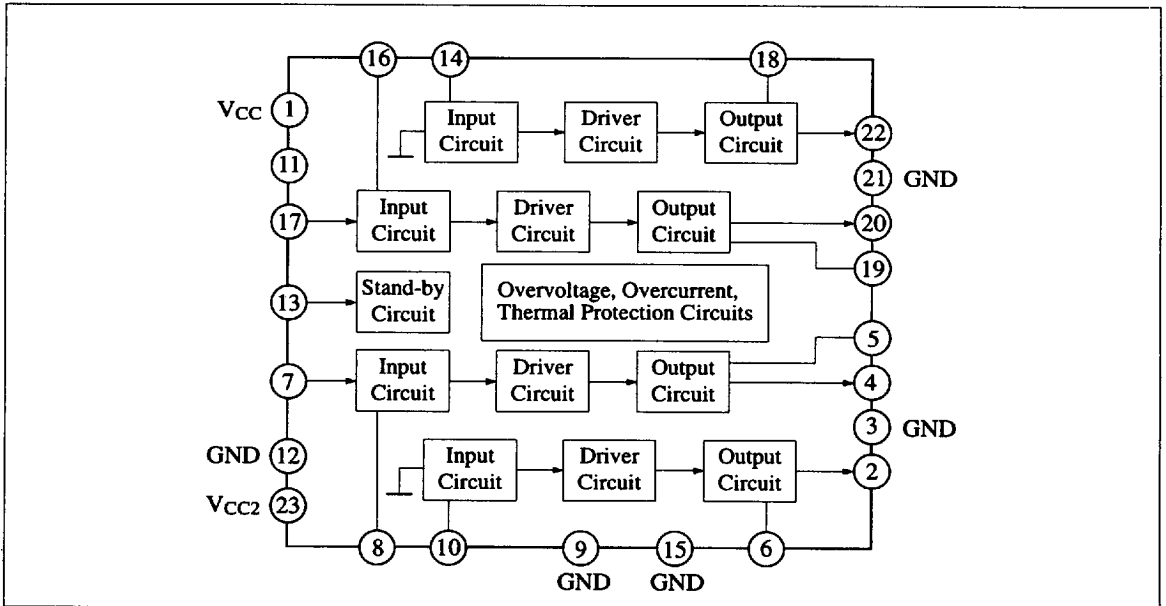 16 14 18
VCC 1
Input
Circuit
Driver
Circuit
Output
Circuit
22
11
21 GND
17
Input
Circuit
Driver
Circuit
Output
Circuit
20
19
13
Stand-by
Circuit
Overvoltage, Overcurrent,
Thermal Protection Circuits
5
7
Input
Circuit
Driver
Circuit
Output
Circuit
4
3 GND
GND 12
Input
Circuit
Driver
Circuit
Output
Circuit
2
VCC2 23
8 10 9 15 6
GND GND